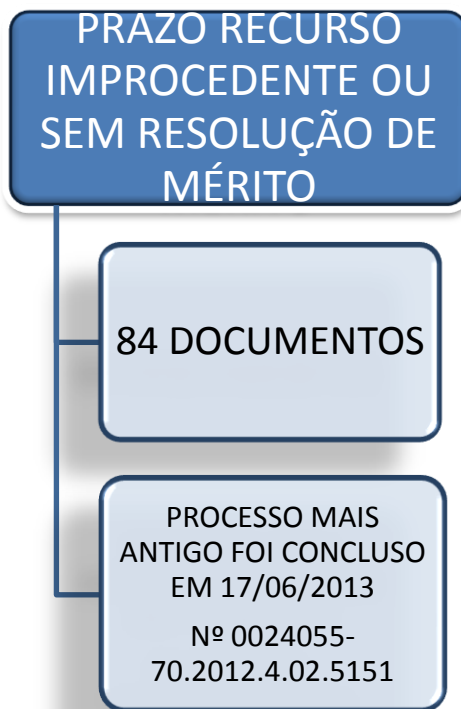 PRAZO RECURSO
IMPROCEDENTE OU
SEM RESOLUÇÃO DE
MÉRITO
84 DOCUMENTOS
PROCESSO MAIS
ANTIGO FOI CONCLUSO
EM 17/06/2013
Nº 0024055-
70.2012.4.02.5151